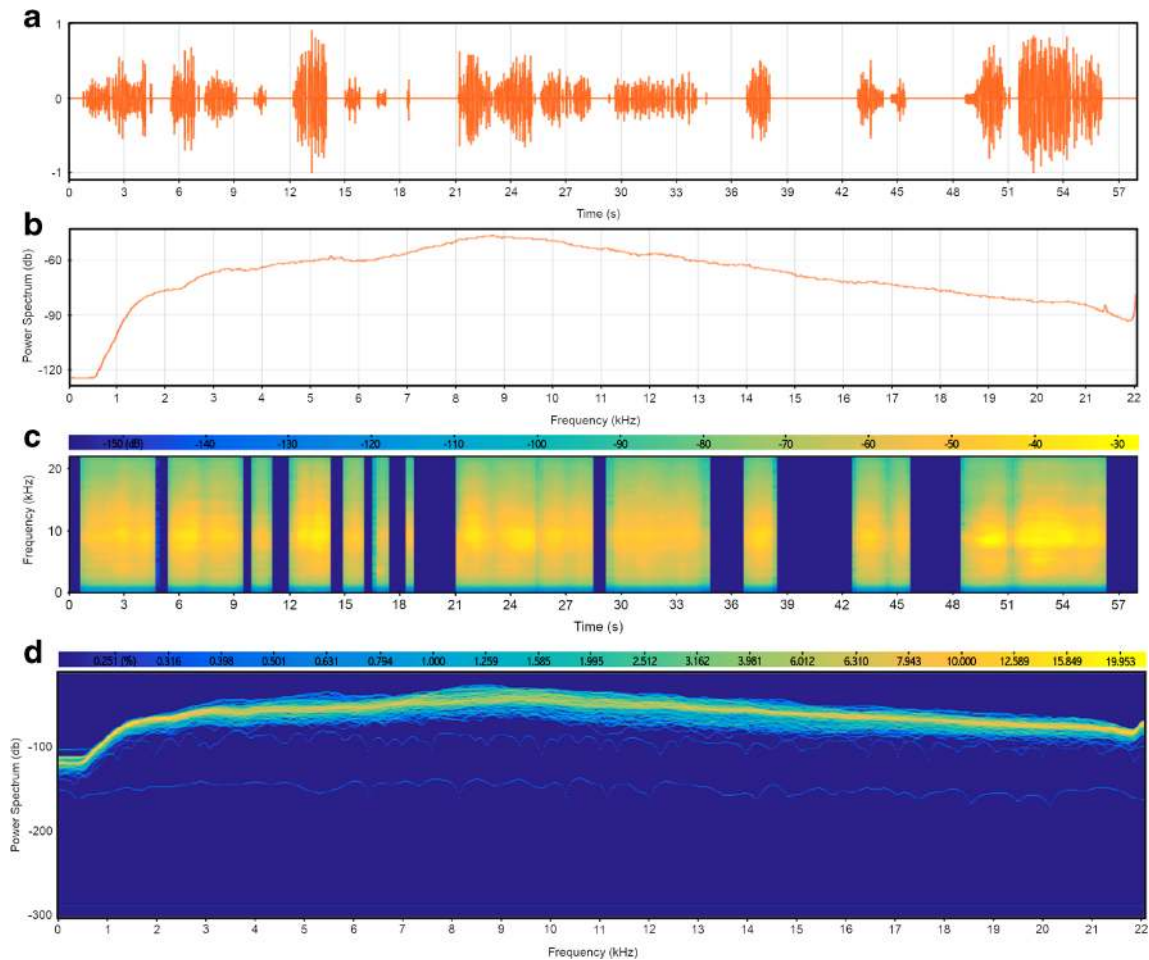 a
1
0
-1
0 3 6 9 12 15 18 21 24 27 30 33 36 39 42 45 48 51 54 57
Time (s)
b
Power Spectrum (db)
-60
-90
-120
0 1 2 3 4 5 6 7 8 9 10 11 12 13 14 15 16 17 18 19 20 21 22
Frequency (kHz)
c
-150 (dB) -140 -130 -120 -110 -100 -90 -80 -70 -60 -50 -40 -30
Frequency (kHz)
20
10
0
0 3 6 9 12 15 18 21 24 27 30 33 36 39 42 45 48 51 54 57
Time (s)
d
0.251 (%) 0.316 0.398 0.501 0.631 0.794 1.000 1.259 1.585 1.995 2.512 3.162 3.981 6.012 6.310 7.943 10.000 12.589 15.849 19.953
Power Spectrum (db)
-100
-200
-300
0 1 2 3 4 5 6 7 8 9 10 11 12 13 14 15 16 17 18 19 20 21 22
Frequency (kHz)